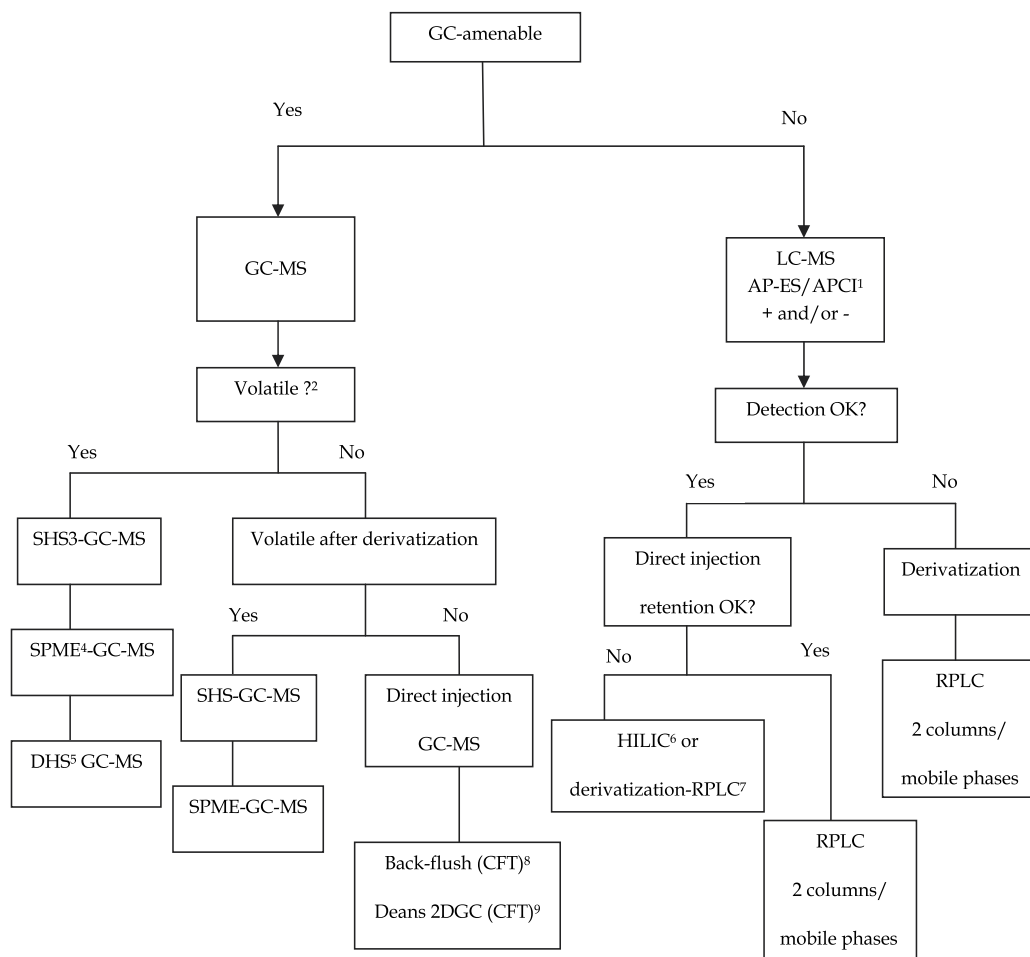 GC-amenable
Yes
No
GC-MS
LC-MS
AP-ES/APCI¹
+ and/or -
Volatile ?²
Detection OK?
Yes
No
Yes
No
SHS3-GC-MS
Volatile after derivatization
Direct injection
retention OK?
Derivatization
Yes
No
No
Yes
SPME⁴-GC-MS
SHS-GC-MS
Direct injection
GC-MS
RPLC
2 columns/
mobile phases
DHS⁵ GC-MS
SPME-GC-MS
HILIC⁶ or
derivatization-RPLC⁷
Back-flush (CFT)⁸
Deans 2DGC (CFT)⁹
RPLC
2 columns/
mobile phases